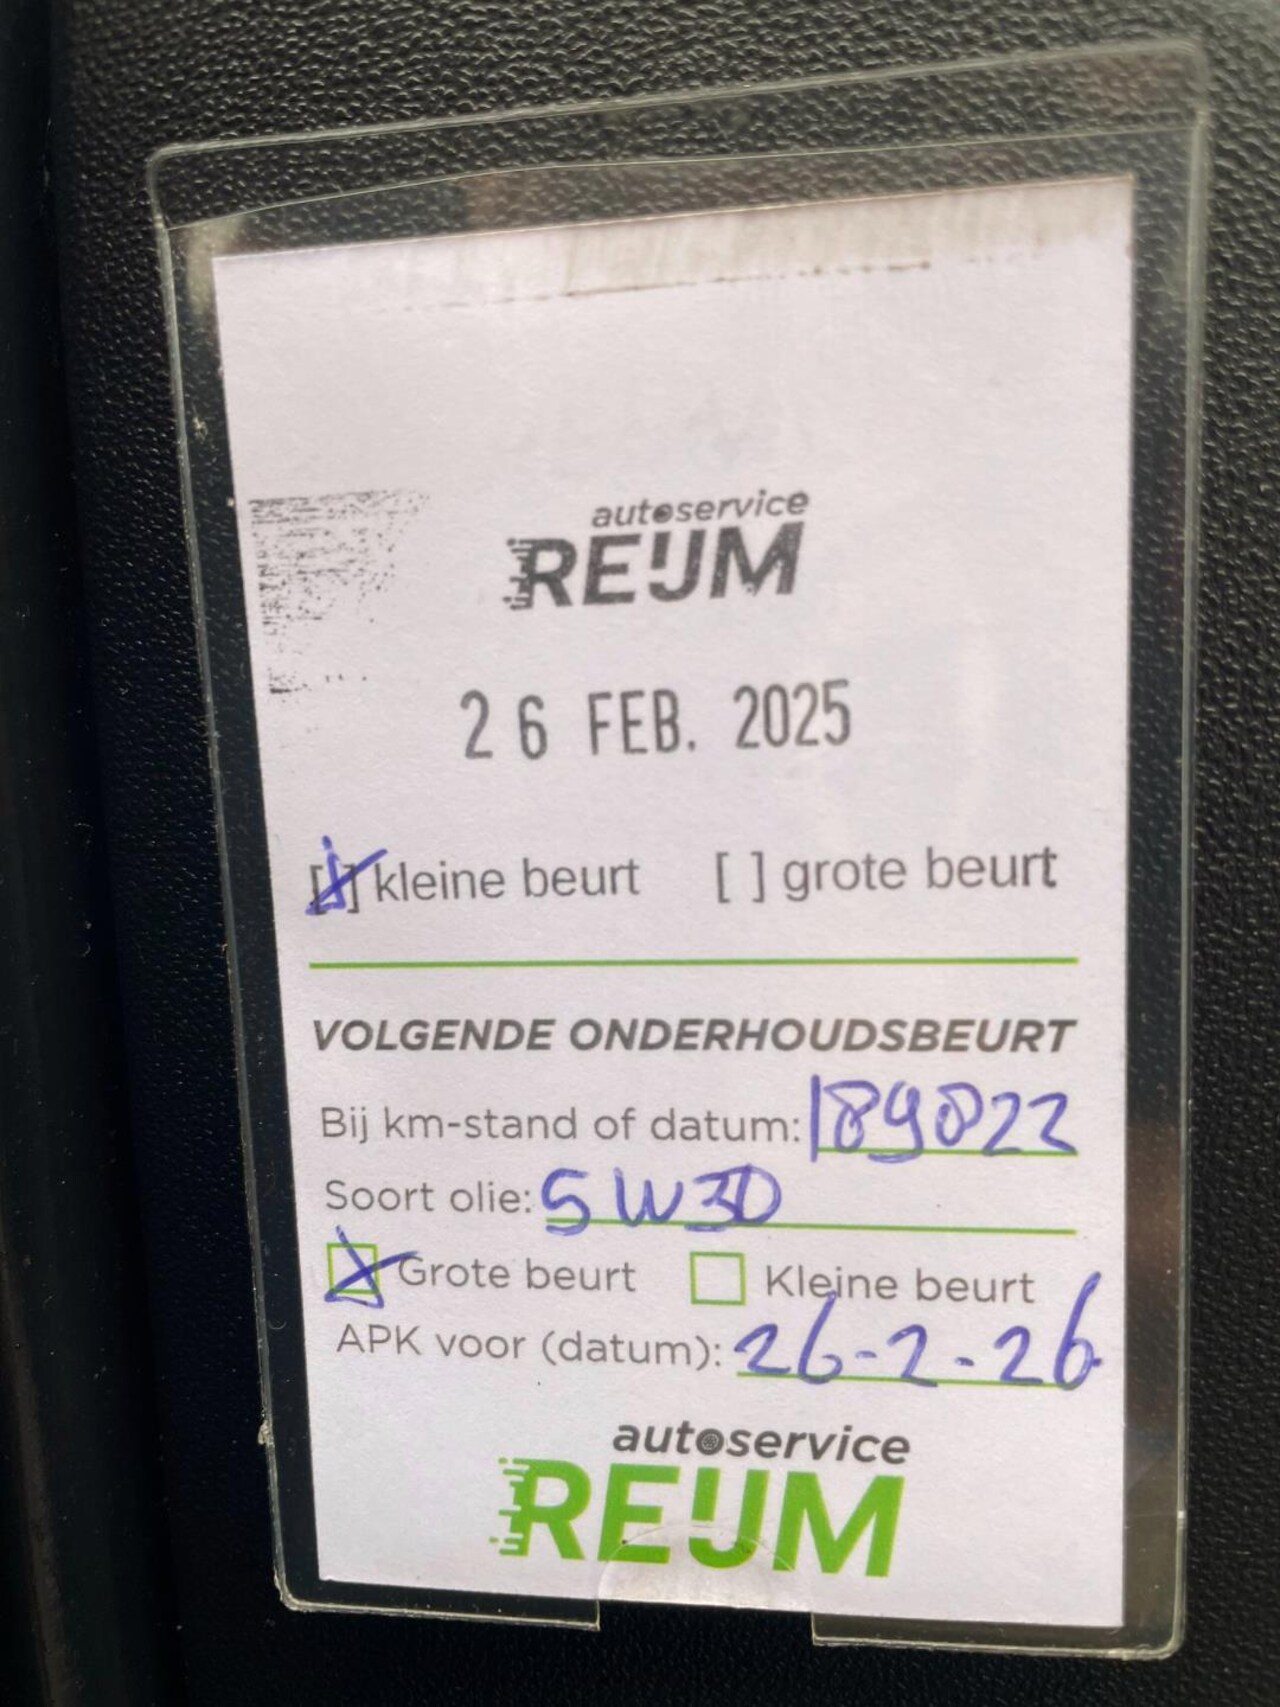 autoservice
REIJM
26 FEB. 2025
[X] kleine beurt [ ] grote beurt
VOLGENDE ONDERHOUDSBEURT
Bij km-stand of datum: 189822
Soort olie: 5W30
Grote beurt Kleine beurt
APK voor (datum): 26-2-26
autoservice
REIJM